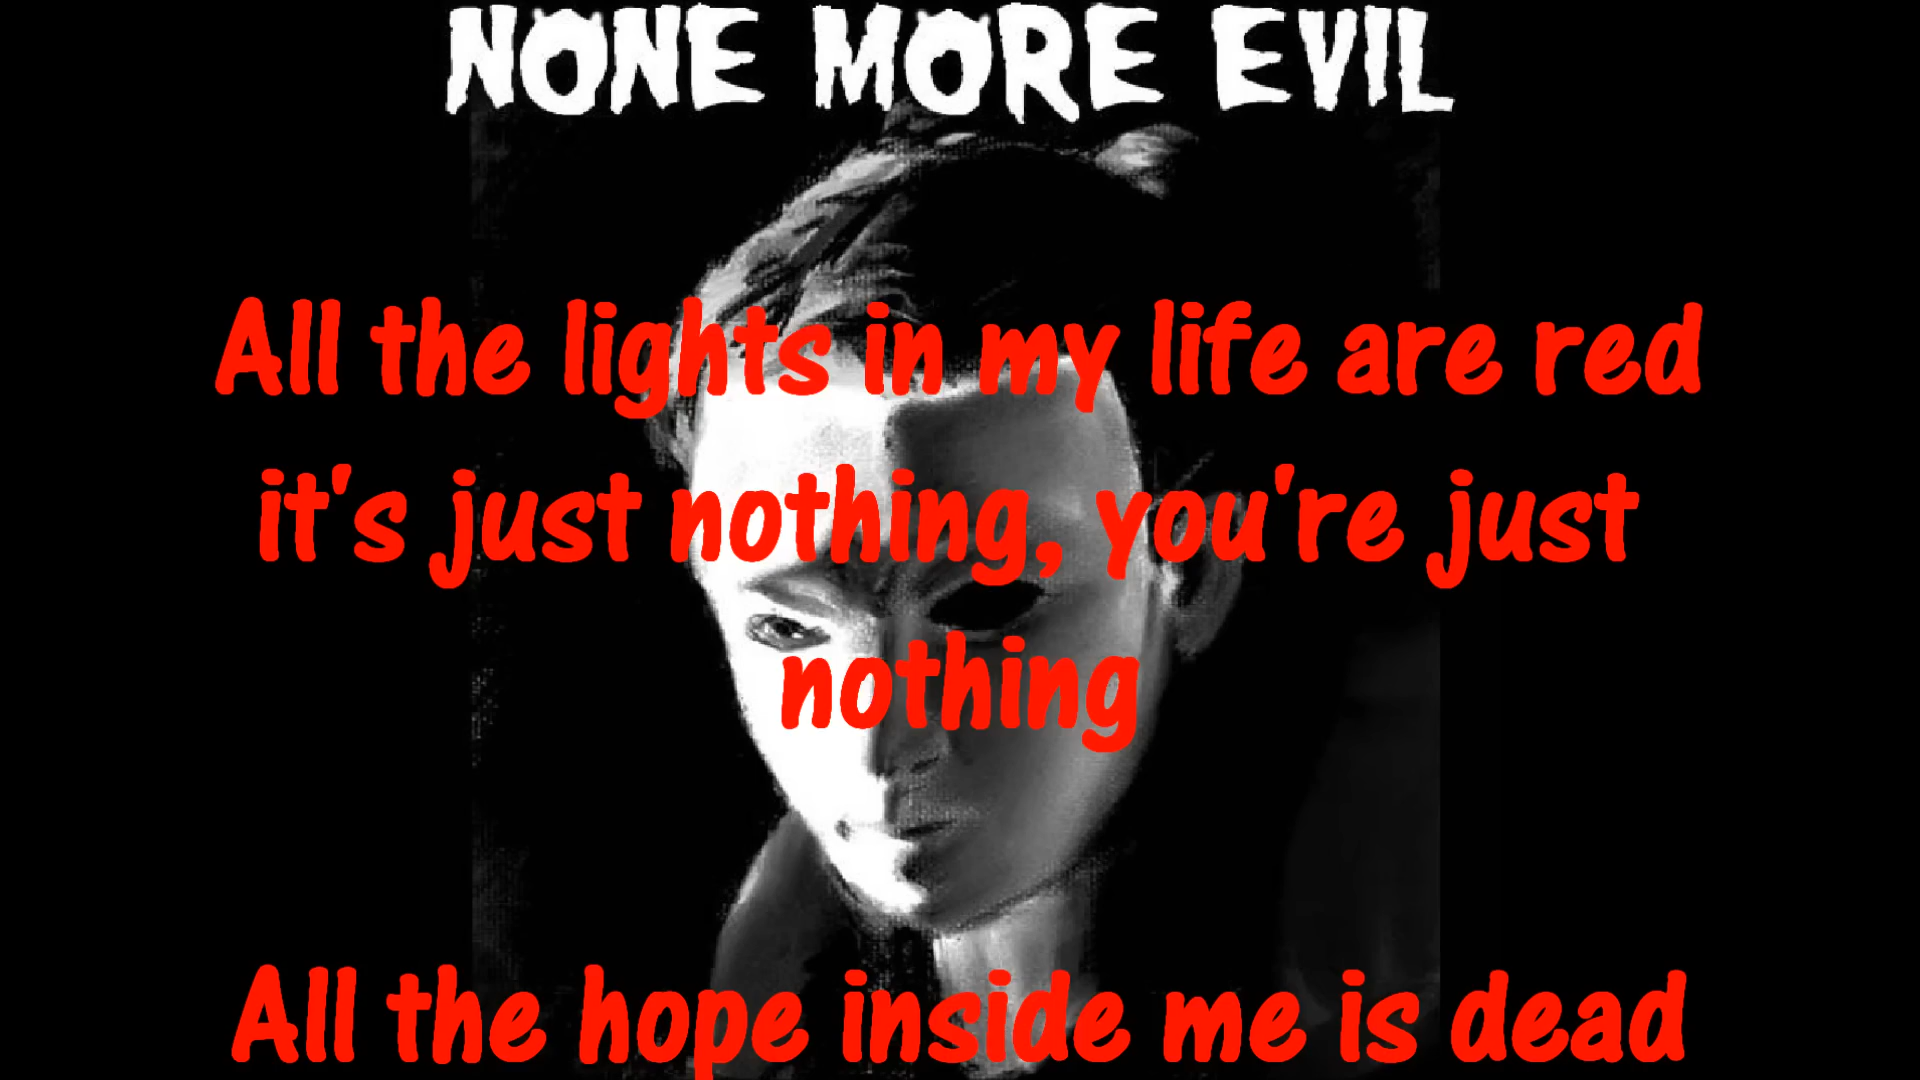 NONE MORE EVIL
All the lights in my life are red
it's just nothing, you're just
nothing
All the hope inside me is dead